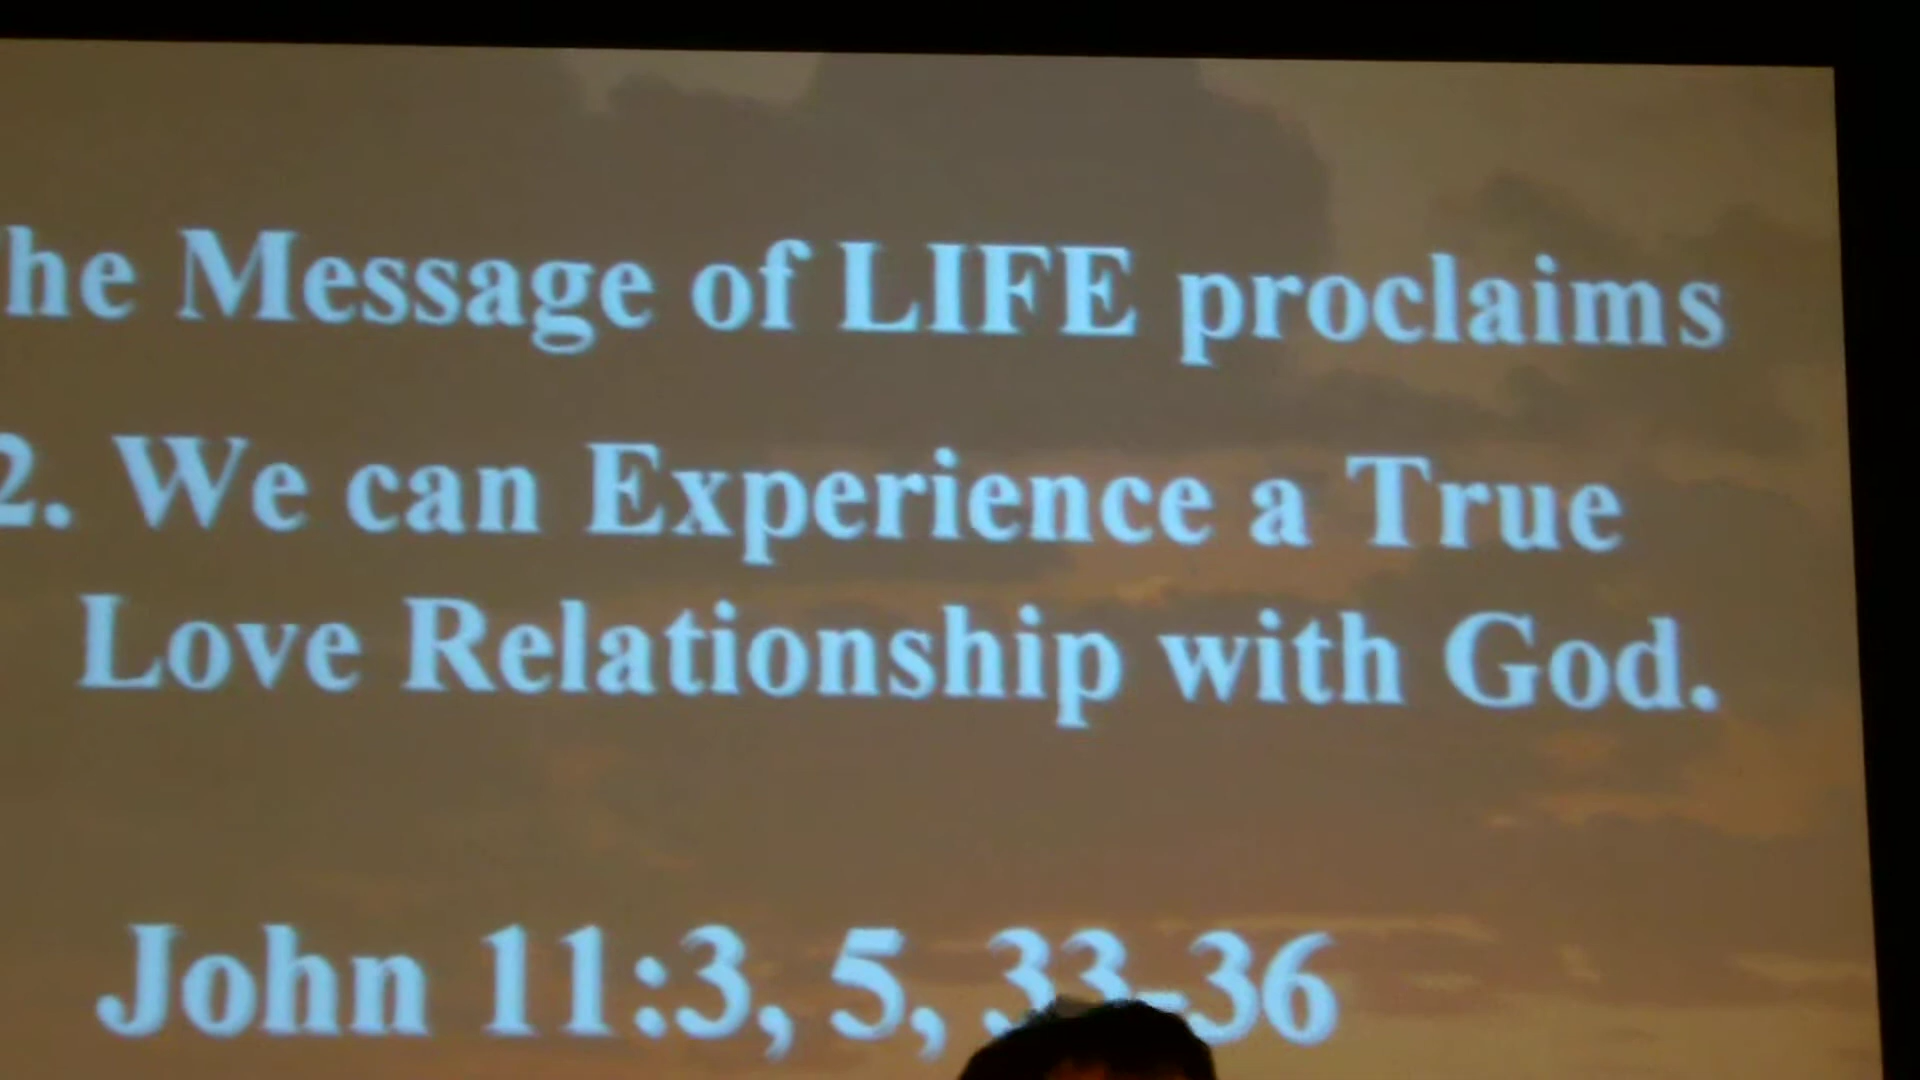 he Message of LIFE proclaims
2. We can Experience a True
Love Relationship with God.
John 11:3, 5, 33-36